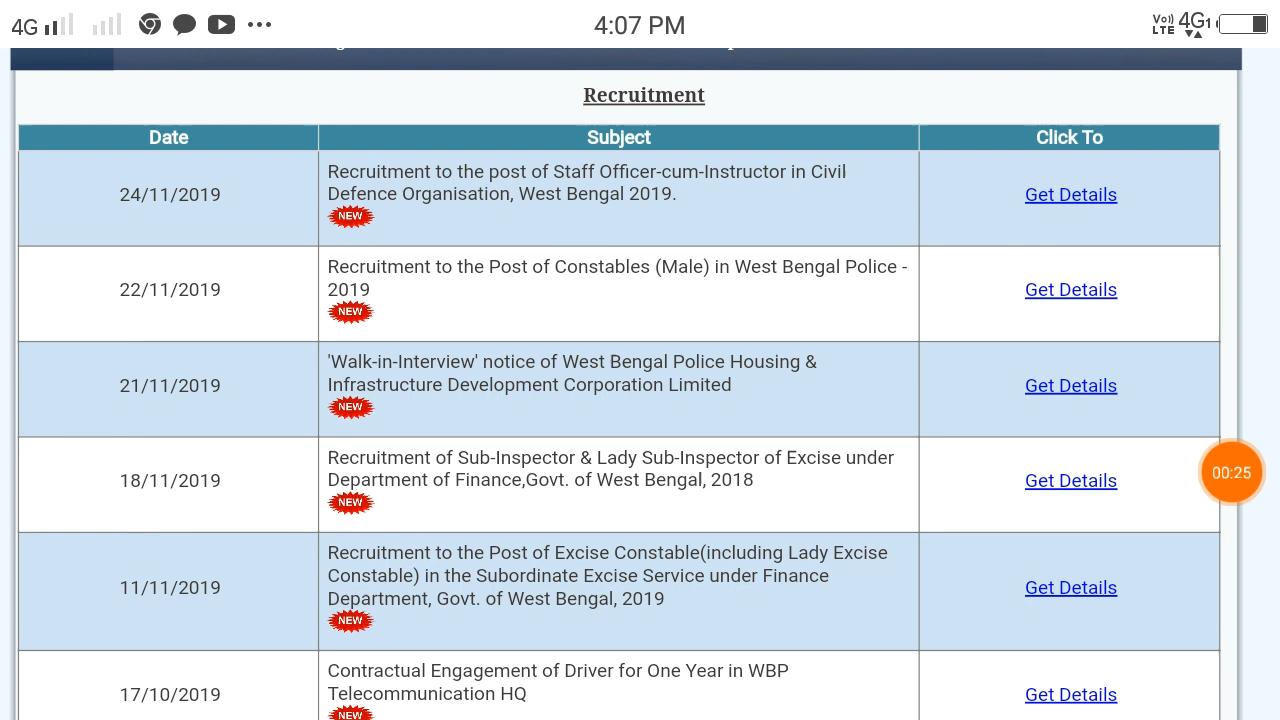 4G 4:07 PM Vo) LTE 4G 1
Recruitment
Date Subject Click To
24/11/2019 Recruitment to the post of Staff Officer-cum-Instructor in Civil Get Details
Defence Organisation, West Bengal 2019.
NEW
22/11/2019 Recruitment to the Post of Constables (Male) in West Bengal Police - Get Details
2019
NEW
21/11/2019 'Walk-in-Interview' notice of West Bengal Police Housing & Get Details
Infrastructure Development Corporation Limited
NEW
18/11/2019 Recruitment of Sub-Inspector & Lady Sub-Inspector of Excise under Get Details
Department of Finance,Govt. of West Bengal, 2018
NEW
00:25
11/11/2019 Recruitment to the Post of Excise Constable(including Lady Excise Get Details
Constable) in the Subordinate Excise Service under Finance
Department, Govt. of West Bengal, 2019
NEW
17/10/2019 Contractual Engagement of Driver for One Year in WBP Get Details
Telecommunication HQ
NEW